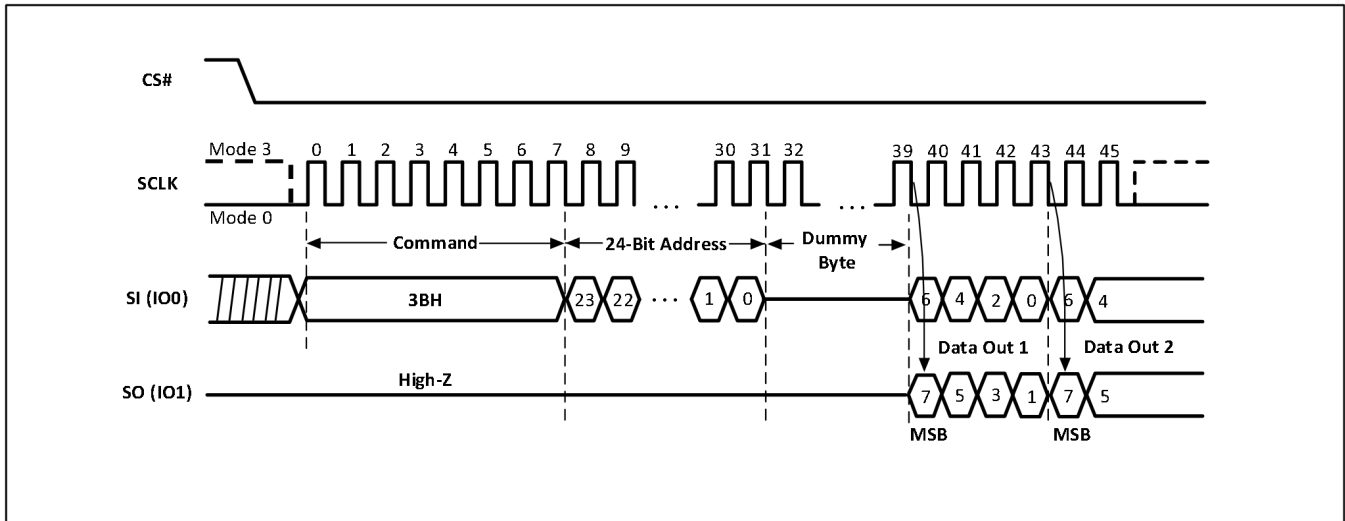 CS#
Mode 3 0 1 2 3 4 5 6 7 8 9 30 31 32 39 40 41 42 43 44 45
SCLK
Mode 0 ... ...
Command 24-Bit Address Dummy Byte
SI (IO0) 3BH 23 22 ... 1 0 6 4 2 0 6 4
Data Out 1 Data Out 2
High-Z
SO (IO1) 7 5 3 1 7 5
MSB MSB